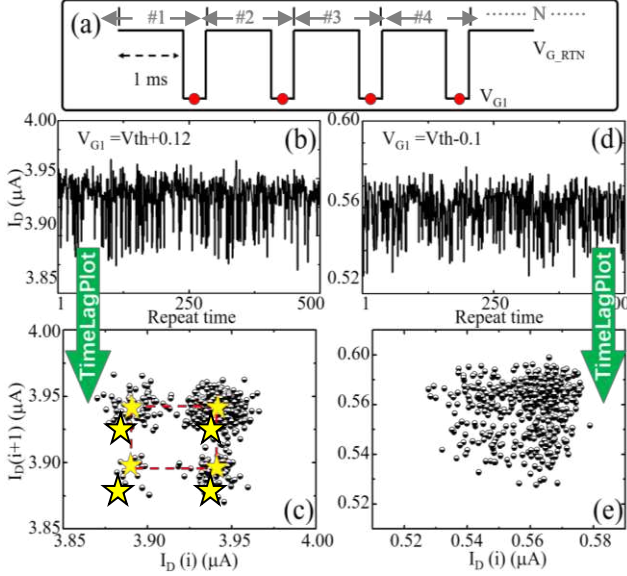 (a)
#1 #2 #3 #4 N
V_G_RTN
1 ms
V_G1
4.00 V_G1 =Vth+0.12 (b)
3.95
3.90
3.85
I_D (μA)
1 250 500
Repeat time
0.60 V_G1 =Vth-0.1 (d)
0.56
0.52
1 250 500
Repeat time
TimeLagPlot
TimeLagPlot
4.00
3.95
3.90
3.85
I_D(i+1) (μA)
(c)
3.85 3.90 3.95 4.00
I_D (i) (μA)
0.60
0.56
0.52
(e)
0.52 0.54 0.56 0.58
I_D (i) (μA)